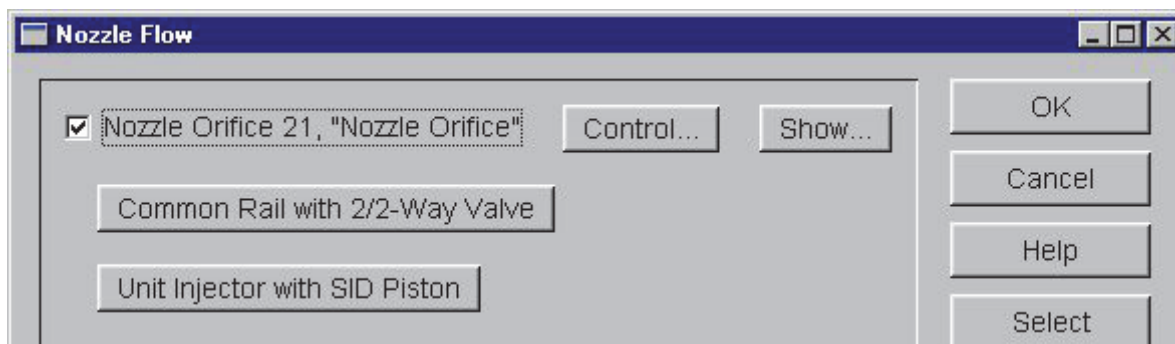 Nozzle Flow
Nozzle Orifice 21, "Nozzle Orifice"
Control...
Show...
OK
Common Rail with 2/2-Way Valve
Cancel
Unit Injector with SID Piston
Help
Select